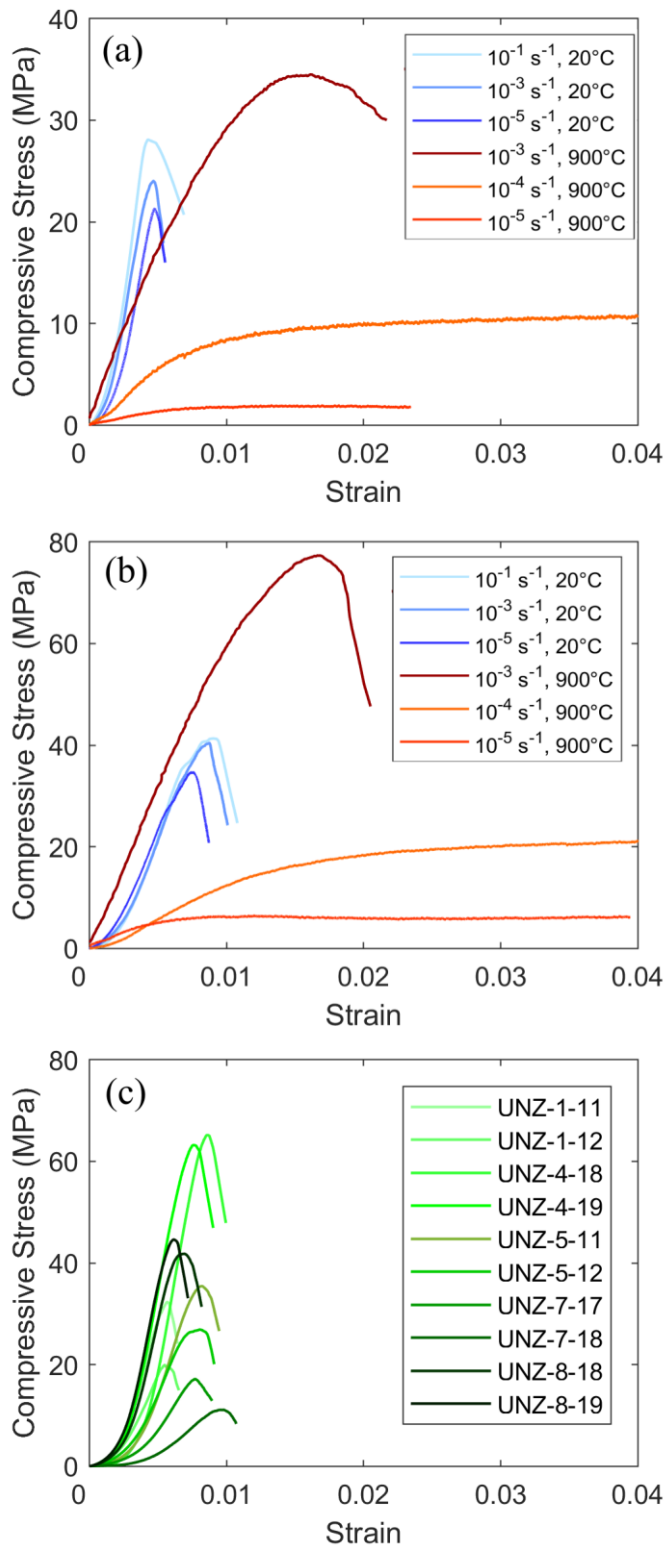 (a)
40
30
20
10
0
Compressive Stress (MPa)
10⁻¹ s⁻¹, 20°C
10⁻³ s⁻¹, 20°C
10⁻⁵ s⁻¹, 20°C
10⁻³ s⁻¹, 900°C
10⁻⁴ s⁻¹, 900°C
10⁻⁵ s⁻¹, 900°C
0 0.01 0.02 0.03 0.04
Strain
(b)
80
60
40
20
0
Compressive Stress (MPa)
10⁻¹ s⁻¹, 20°C
10⁻³ s⁻¹, 20°C
10⁻⁵ s⁻¹, 20°C
10⁻³ s⁻¹, 900°C
10⁻⁴ s⁻¹, 900°C
10⁻⁵ s⁻¹, 900°C
0 0.01 0.02 0.03 0.04
Strain
(c)
80
60
40
20
0
Compressive Stress (MPa)
UNZ-1-11
UNZ-1-12
UNZ-4-18
UNZ-4-19
UNZ-5-11
UNZ-5-12
UNZ-7-17
UNZ-7-18
UNZ-8-18
UNZ-8-19
0 0.01 0.02 0.03 0.04
Strain